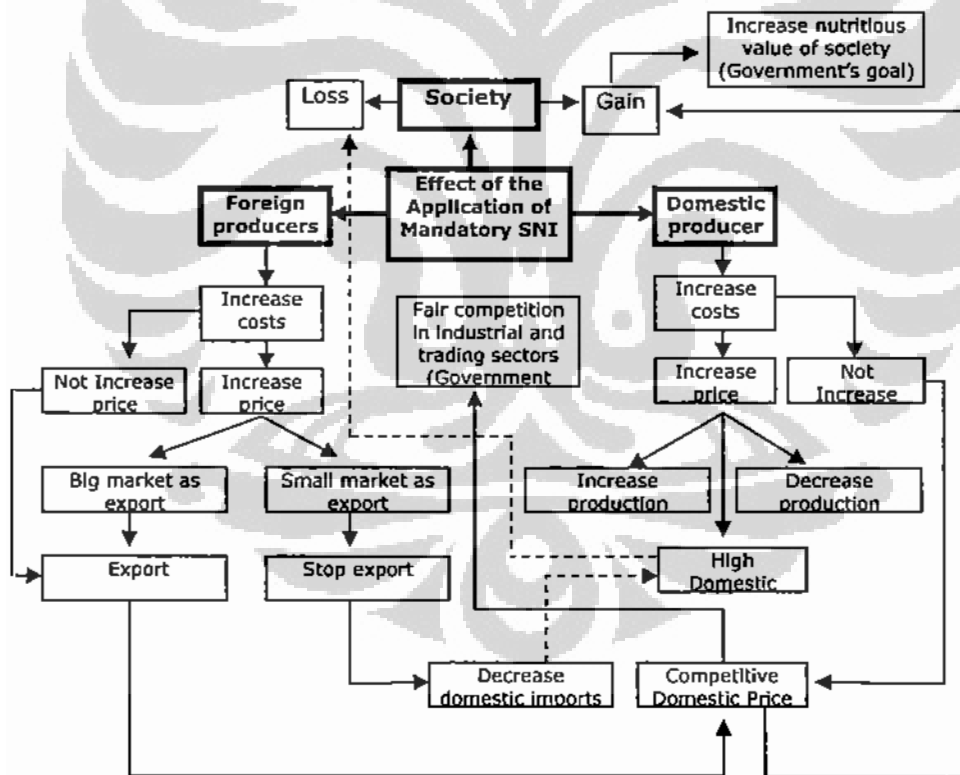 Increase nutritious
value of society
(Government's goal)
Loss
Society
Gain
Effect of the
Application of
Mandatory SNI
Foreign
producers
Domestic
producer
Increase
costs
Fair competition
in industrial and
trading sectors
(Government
Increase
costs
Not Increase
price
Increase
price
Increase
price
Not
Increase
Big market as
export
Small market as
export
Increase
production
Decrease
production
Export
Stop export
High
Domestic
Decrease
domestic imports
Competitive
Domestic Price